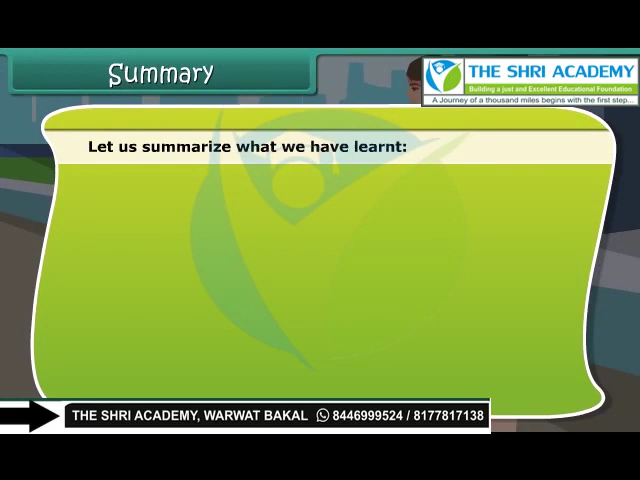 Summary
THE SHRI ACADEMY
Building a just and Excellent Educational Foundation
A Journey of a thousand miles begins with the first step...
Let us summarize what we have learnt:
THE SHRI ACADEMY, WARWAT BAKAL 8446999524 / 8177817138